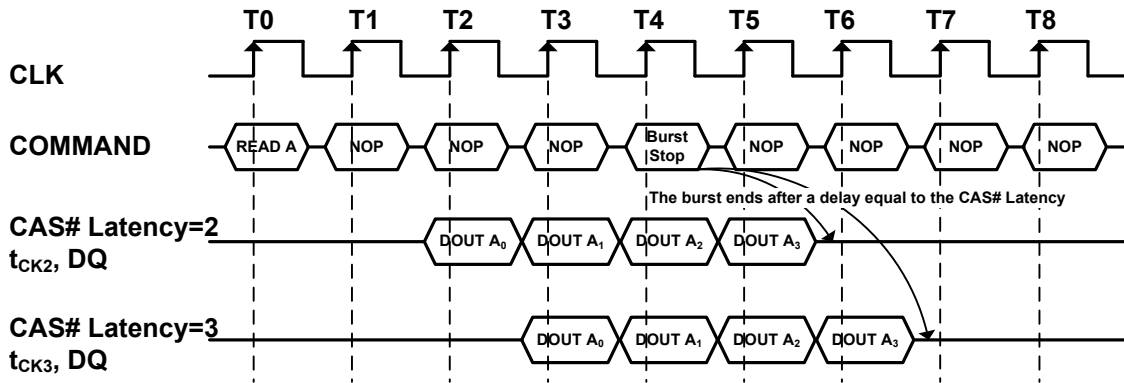 T0 T1 T2 T3 T4 T5 T6 T7 T8
CLK
COMMAND READ A NOP NOP NOP Burst Stop NOP NOP NOP NOP
The burst ends after a delay equal to the CAS# Latency
CAS# Latency=2
tCK2, DQ DOUT A0 DOUT A1 DOUT A2 DOUT A3
CAS# Latency=3
tCK3, DQ DOUT A0 DOUT A1 DOUT A2 DOUT A3